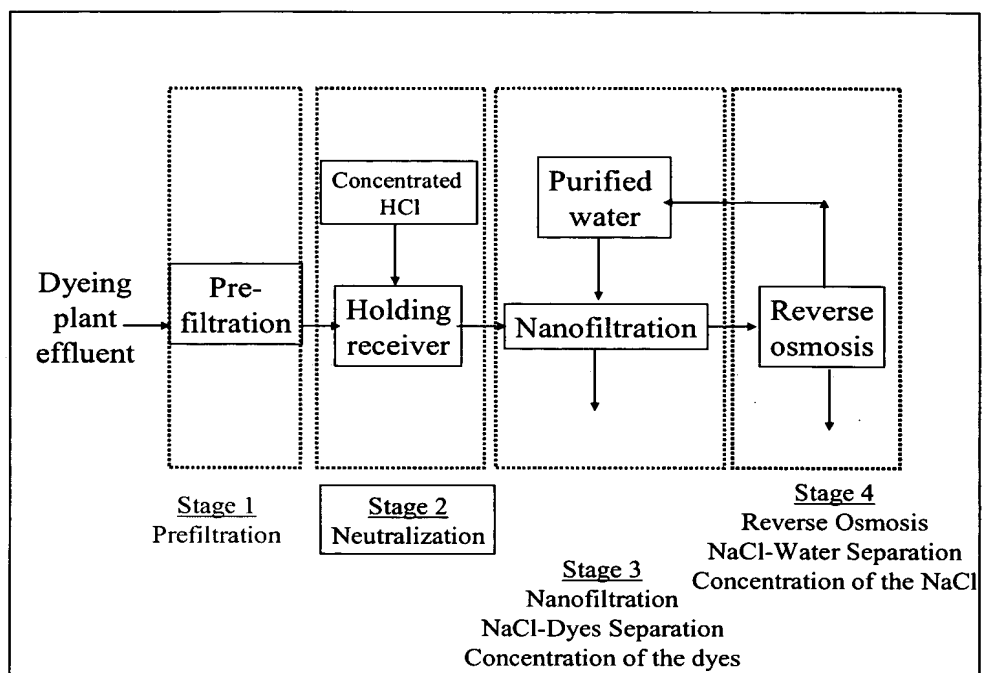 Concentrated
HCl
Purified
water
Dyeing
plant
effluent
Pre-
filtration
Holding
receiver
Nanofiltration
Reverse
osmosis
Stage 1
Prefiltration
Stage 2
Neutralization
Stage 3
Nanofiltration
NaCl-Dyes Separation
Concentration of the dyes
Stage 4
Reverse Osmosis
NaCl-Water Separation
Concentration of the NaCl